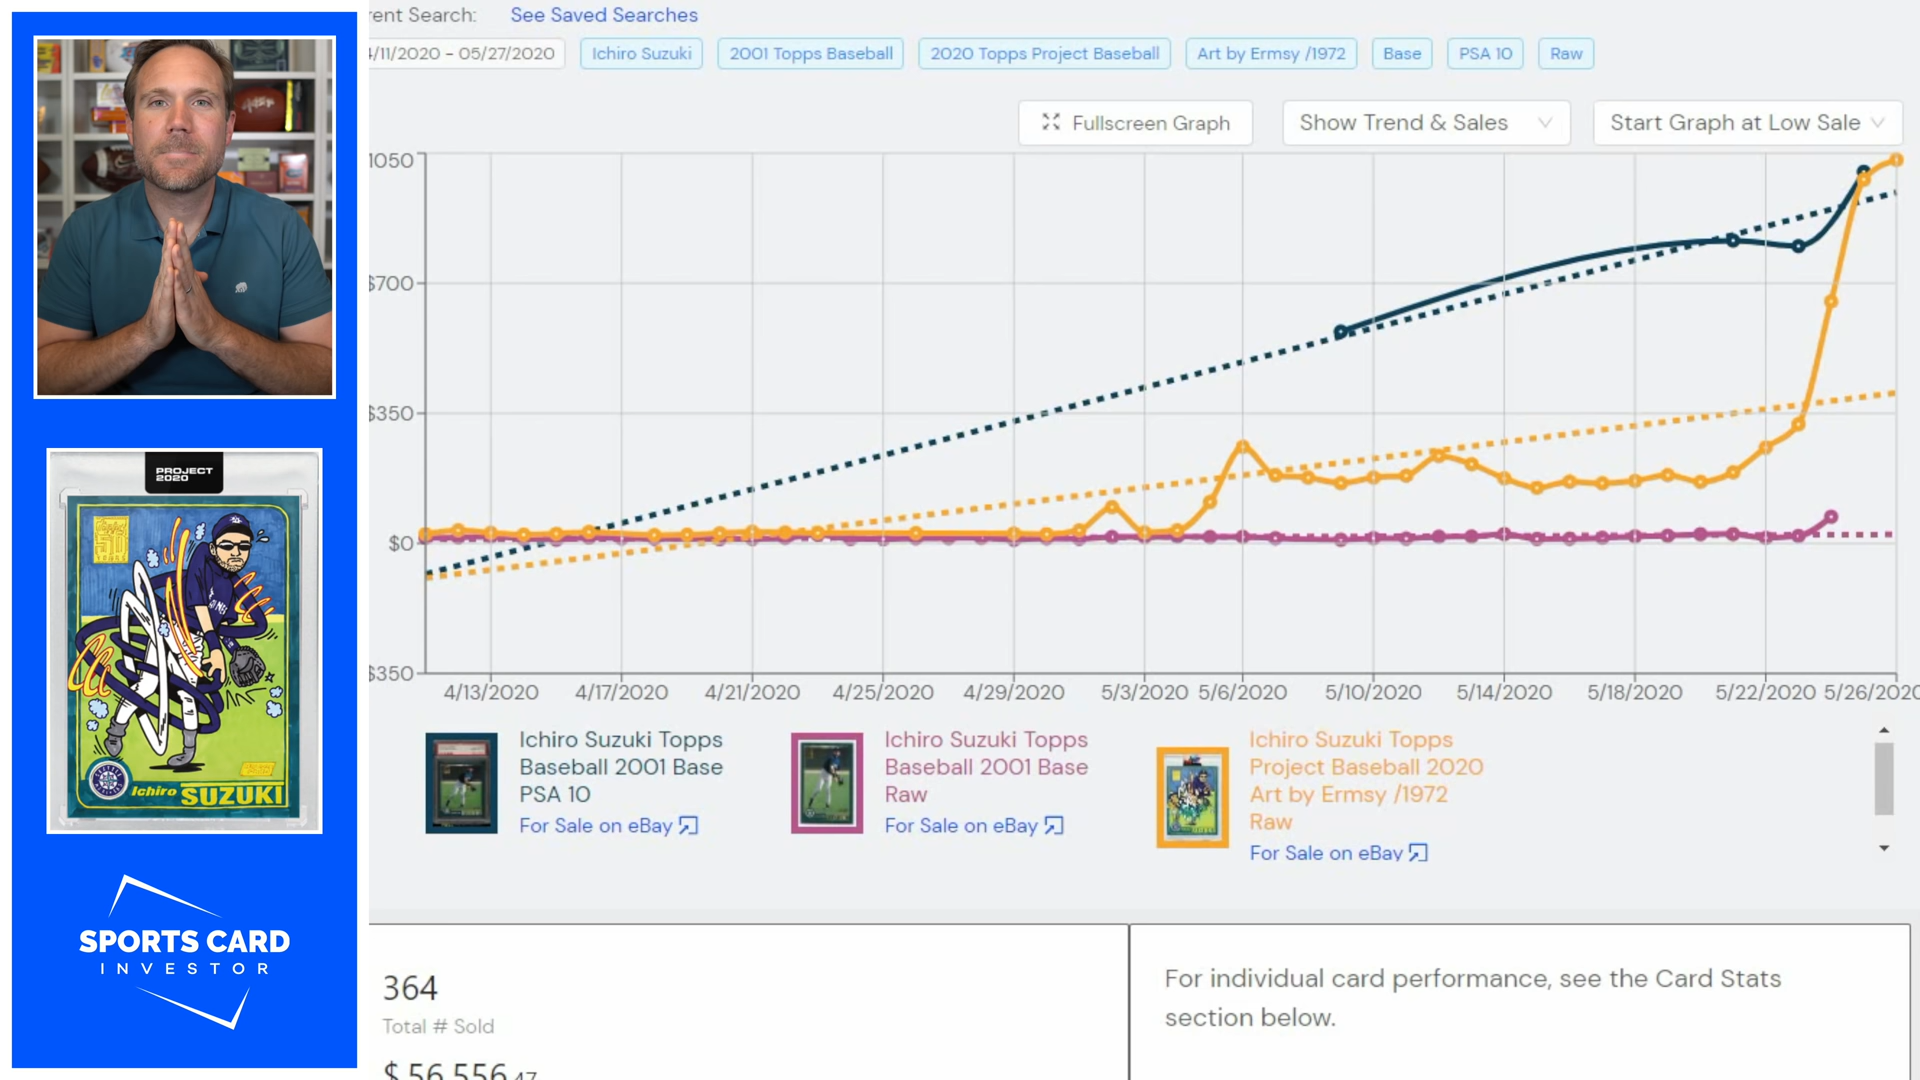 rent Search:
See Saved Searches
4/11/2020 - 05/27/2020
Ichiro Suzuki
2001 Topps Baseball
2020 Topps Project Baseball
Art by Ermsy /1972
Base
PSA 10
Raw
Fullscreen Graph
Show Trend & Sales
Start Graph at Low Sale
1050
$700
$350
$0
$350
4/13/2020
4/17/2020
4/21/2020
4/25/2020
4/29/2020
5/3/2020
5/6/2020
5/10/2020
5/14/2020
5/18/2020
5/22/2020
5/26/2020
Ichiro Suzuki Topps
Baseball 2001 Base
PSA 10
For Sale on eBay
Ichiro Suzuki Topps
Baseball 2001 Base
Raw
For Sale on eBay
Ichiro Suzuki Topps
Project Baseball 2020
Art by Ermsy /1972
Raw
For Sale on eBay
364
Total # Sold
$ 56,556.47
For individual card performance, see the Card Stats
section below.
PROJECT
2020
Ichiro SUZUKI
SPORTS CARD
INVESTOR